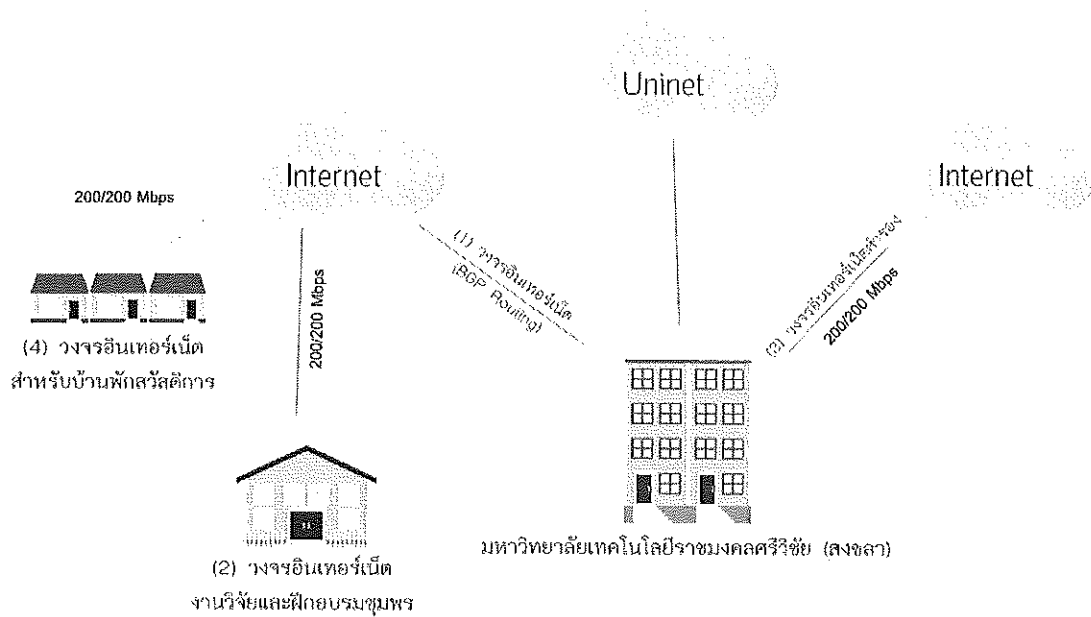 Uninet
Internet
Internet
200/200 Mbps
(1) วงจรอินเทอร์เน็ต
(BGP Routing)
(3) วงจรอินเทอร์เน็ตสำรอง
200/200 Mbps
200/200 Mbps
(4) วงจรอินเทอร์เน็ต
สำหรับบ้านพักสวัสดิการ
มหาวิทยาลัยเทคโนโลยีราชมงคลศรีวิชัย (สงขลา)
(2) วงจรอินเทอร์เน็ต
งานวิจัยและฝึกอบรมชุมพร